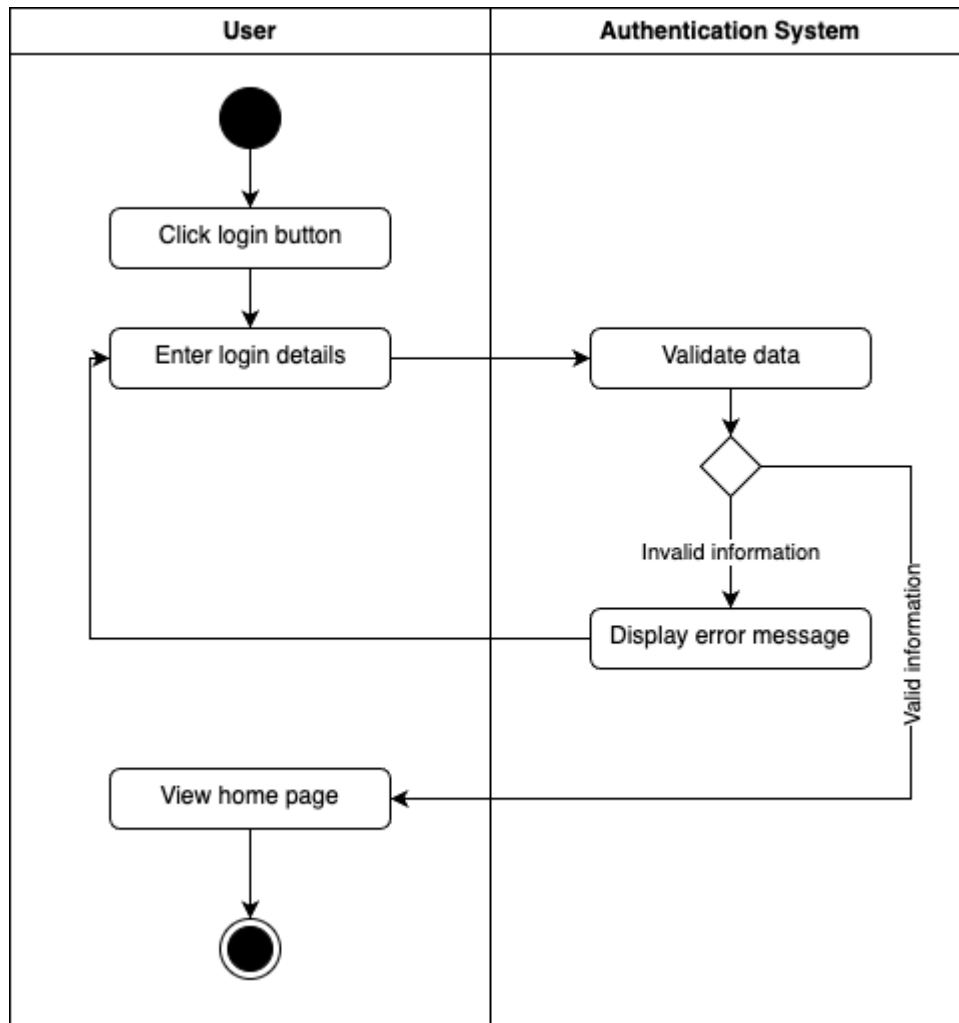 User
Authentication System
Click login button
Enter login details
Validate data
Invalid information
Valid information
Display error message
View home page